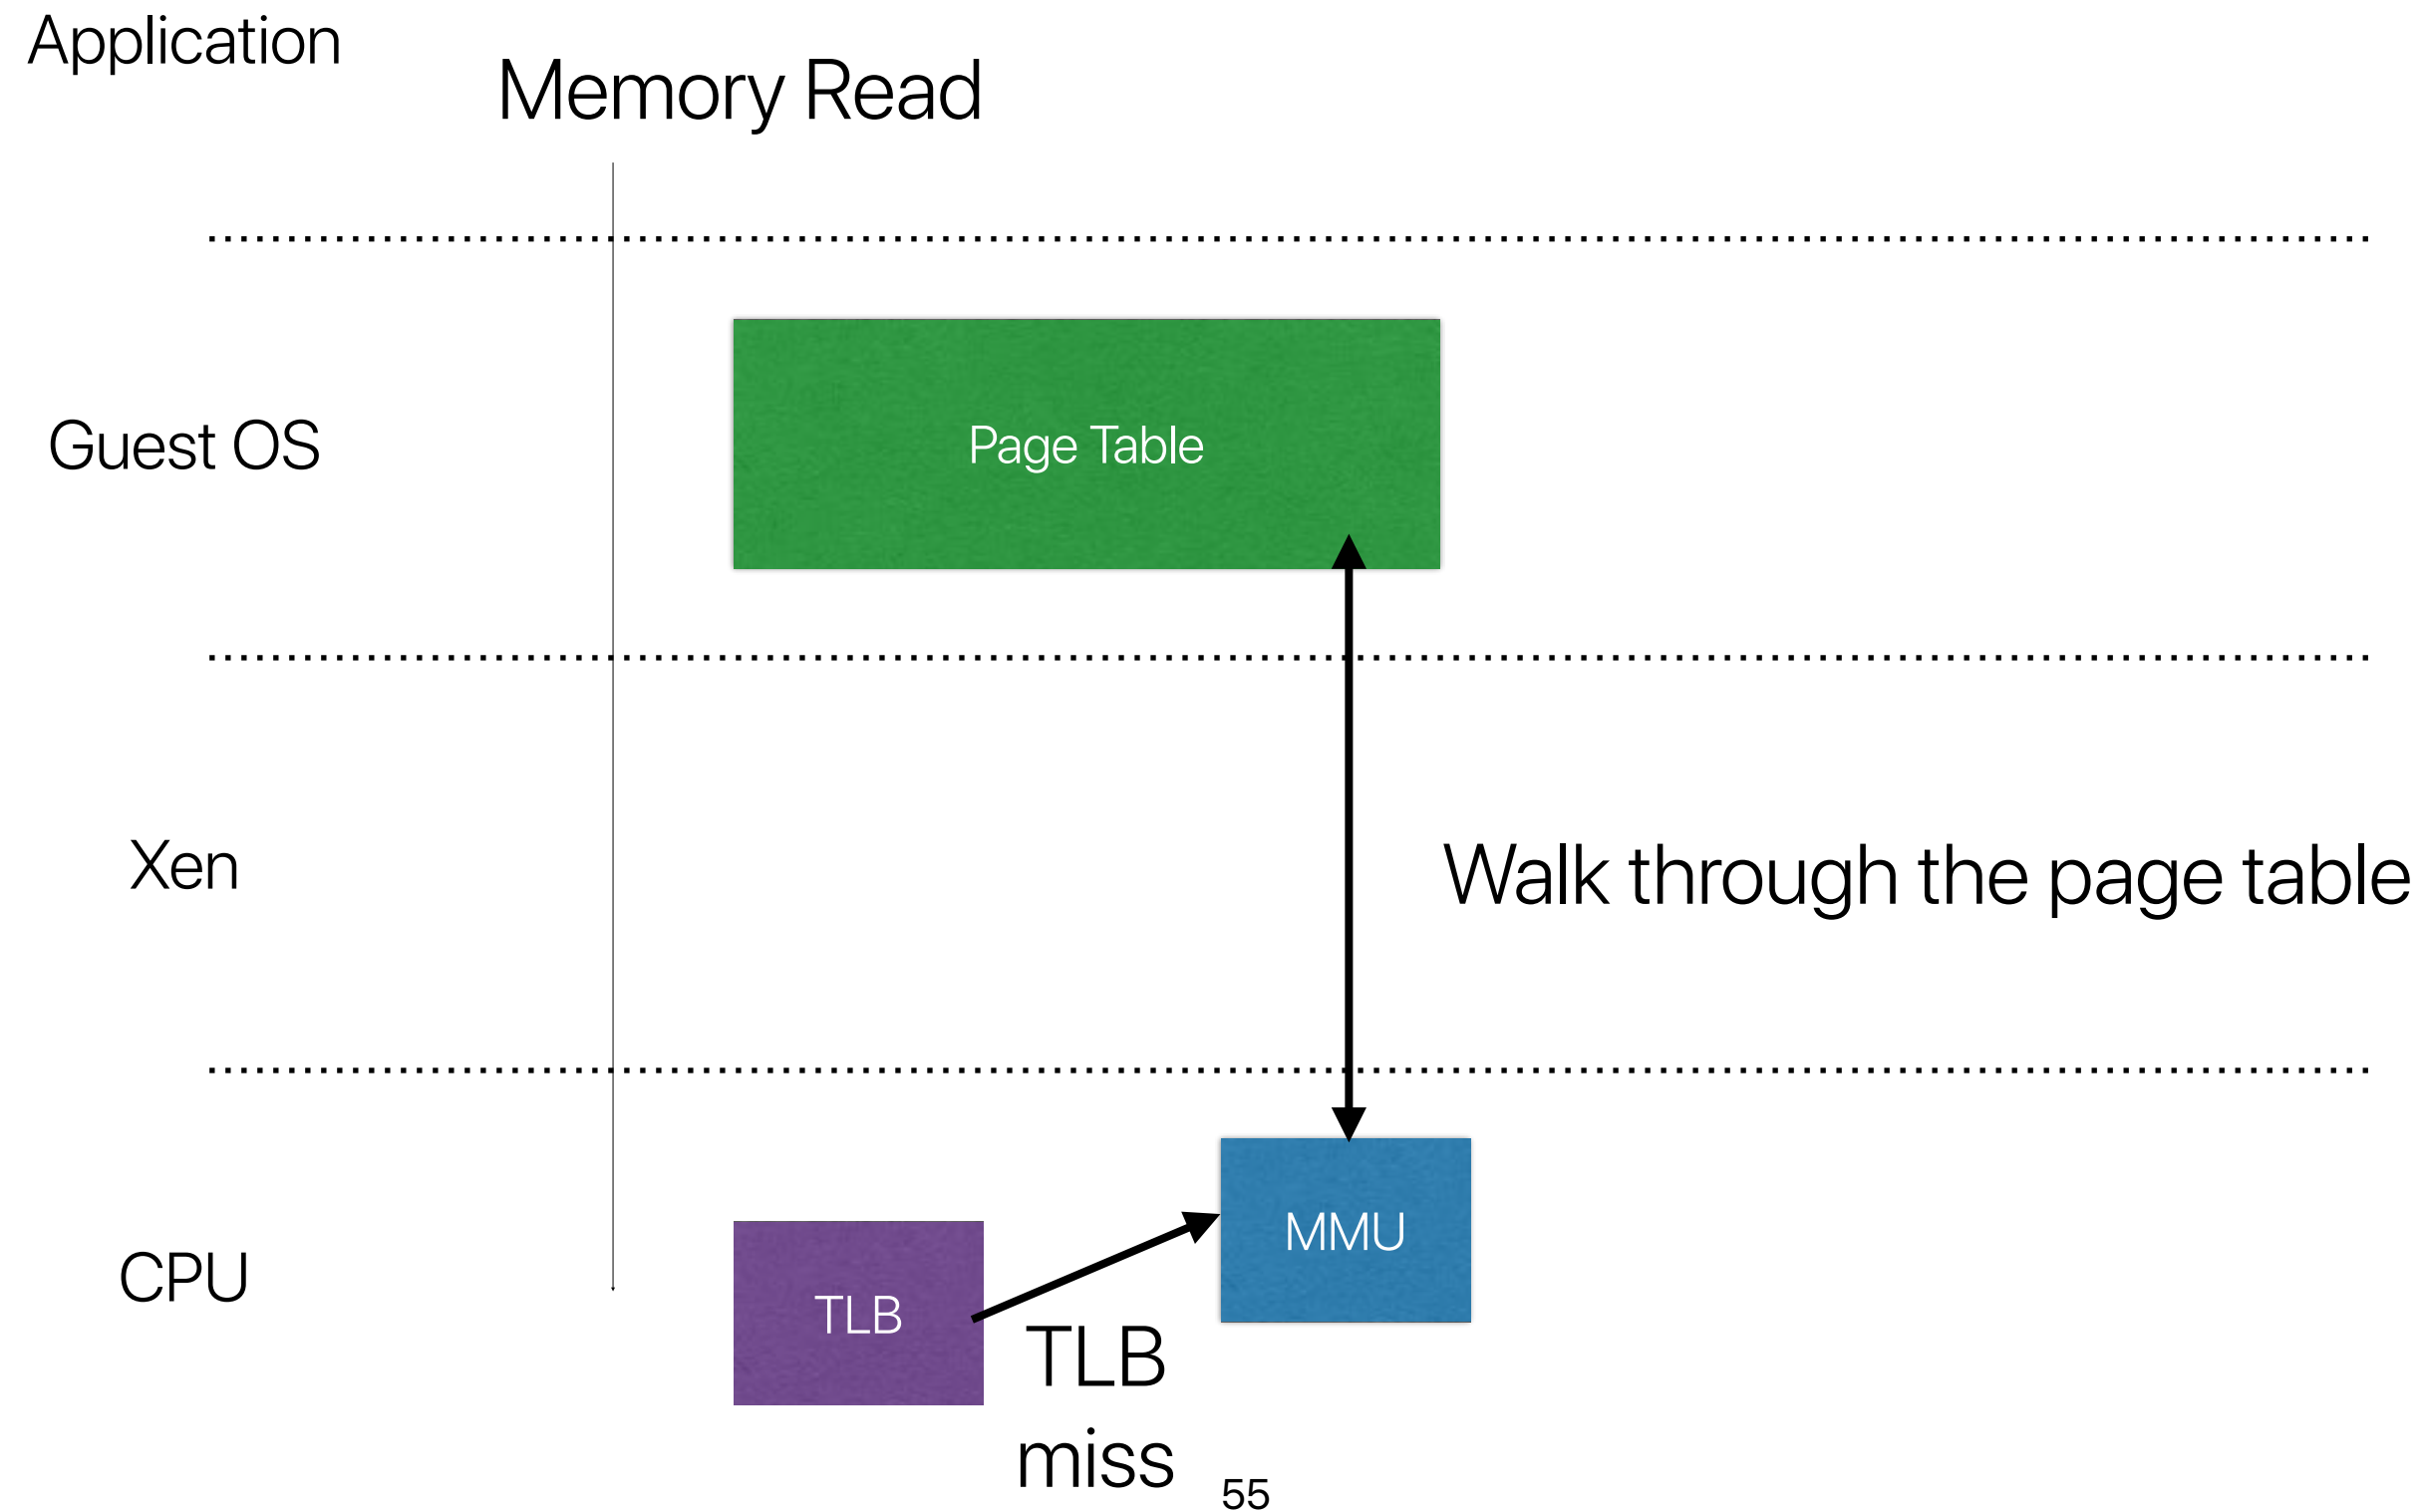 Application
Memory Read
Guest OS
Page Table
Xen
Walk through the page table
CPU
MMU
TLB
TLB
miss
55